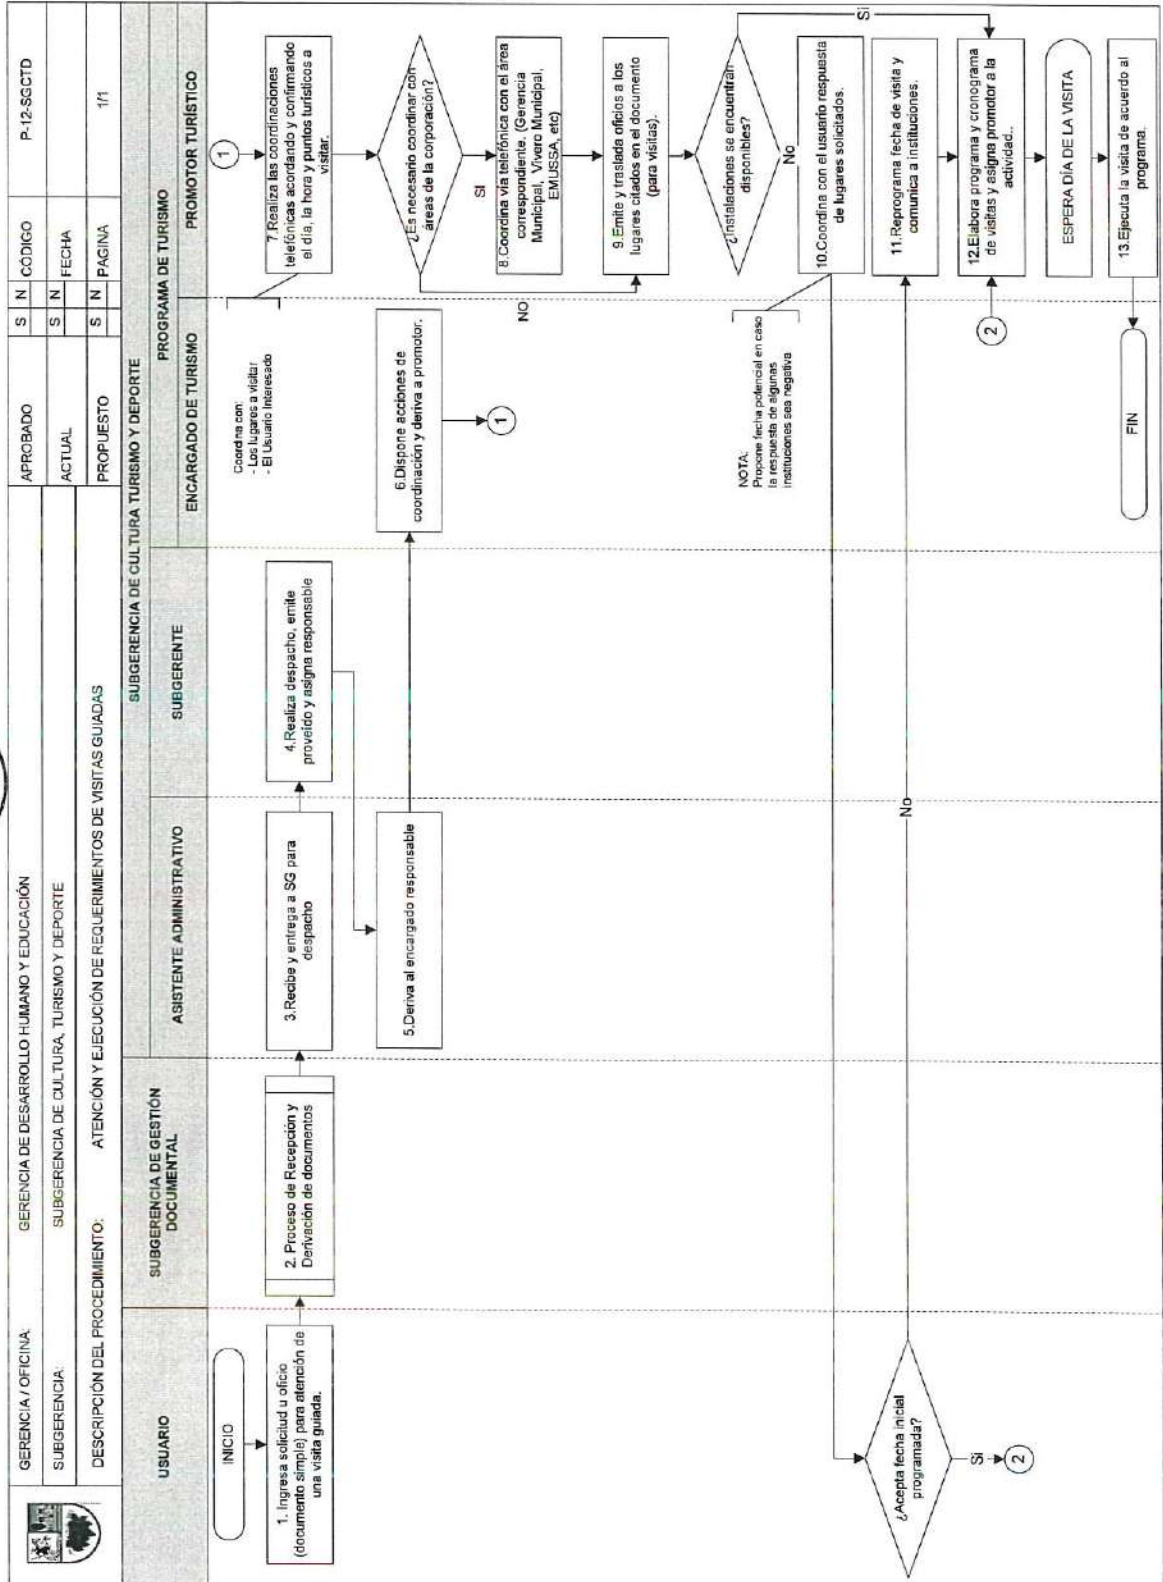 GERENCIA / OFICINA:
GERENCIA DE DESARROLLO HUMANO Y EDUCACIÓN
APROBADO
S
N
CODIGO
P-12-SGCTD
SUBGERENCIA:
SUBGERENCIA DE CULTURA, TURISMO Y DEPORTE
ACTUAL
S
N
FECHA
DESCRIPCIÓN DEL PROCEDIMIENTO:
ATENCIÓN Y EJECUCIÓN DE REQUERIMIENTOS DE VISITAS GUIADAS
PROPUESTO
S
N
PAGINA
1/1
USUARIO
SUBGERENCIA DE GESTIÓN
DOCUMENTAL
SUBGERENCIA DE CULTURA TURISMO Y DEPORTE
ASISTENTE ADMINISTRATIVO
SUBGERENTE
PROGRAMA DE TURISMO
ENCARGADO DE TURISMO
PROMOTOR TURÍSTICO
INICIO
1. Ingresa solicitud u oficio
(documento simple) para atención de
una visita guiada.
2. Proceso de Recepción y
Derivación de documentos
3.Recibe y entrega a SG para
despacho
4.Realiza despacho, emite
proveído y asigna responsable
5.Deriva al encargado responsable
6.Dispone acciones de
coordinación y deriva a promotor.
1
Coordina con:
- Los lugares a visitar
- El Usuario Interesado
1
7.Realiza las coordinaciones
telefónicas acordando y confirmando
el día, la hora y puntos turísticos a
visitar.
¿Es necesario coordinar con
áreas de la corporación?
SI
NO
8.Coordina vía telefónica con el área
correspondiente. (Gerencia
Municipal, Vivero Municipal,
EMUSSA, etc)
9.Emite y traslada oficios a los
lugares citados en el documento
(para visitas).
¿Instalaciones se encuentran
disponibles?
Si
No
10.Coordina con el usuario respuesta
de lugares solicitados.
NOTA:
Propone fecha potencial en caso
la respuesta de algunas
instituciones sea negativa
¿Acepta fecha inicial
programada?
Si
2
No
11.Reprograma fecha de visita y
comunica a instituciones.
2
12.Elabora programa y cronograma
de visitas y asigna promotor a la
actividad..
ESPERA DÍA DE LA VISITA
13.Ejecuta la visita de acuerdo al
programa.
FIN